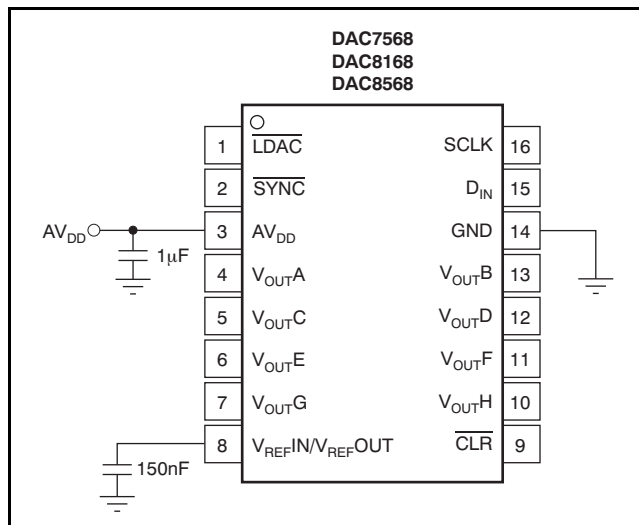 DAC7568
DAC8168
DAC8568
1 LDAC SCLK 16
2 SYNC DIN 15
AVDD 3 AVDD GND 14
1μF
4 VOUTA VOUTB 13
5 VOUTC VOUTD 12
6 VOUTE VOUTF 11
7 VOUTG VOUTH 10
8 VREFIN/VREFOUT CLR 9
150nF